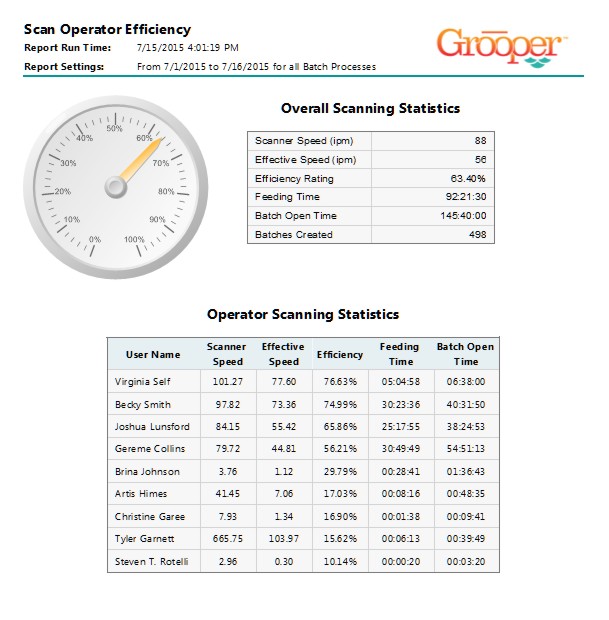 Scan Operator Efficiency
Report Run Time: 7/15/2015 4:01:19 PM
Report Settings: From 7/1/2015 to 7/16/2015 for all Batch Processes
Grooper
0%
10%
20%
30%
40%
50%
60%
70%
80%
90%
100%
Overall Scanning Statistics
Scanner Speed (ipm) 88
Effective Speed (ipm) 56
Efficiency Rating 63.40%
Feeding Time 92:21:30
Batch Open Time 145:40:00
Batches Created 498
Operator Scanning Statistics
User Name Scanner Speed Effective Speed Efficiency Feeding Time Batch Open Time
Virginia Self 101.27 77.60 76.63% 05:04:58 06:38:00
Becky Smith 97.82 73.36 74.99% 30:23:36 40:31:50
Joshua Lunsford 84.15 55.42 65.86% 25:17:55 38:24:53
Gereme Collins 79.72 44.81 56.21% 30:49:49 54:51:13
Brina Johnson 3.76 1.12 29.79% 00:28:41 01:36:43
Artis Himes 41.45 7.06 17.03% 00:08:16 00:48:35
Christine Garee 7.93 1.34 16.90% 00:01:38 00:09:41
Tyler Garnett 665.75 103.97 15.62% 00:06:13 00:39:49
Steven T. Rotelli 2.96 0.30 10.14% 00:00:20 00:03:20